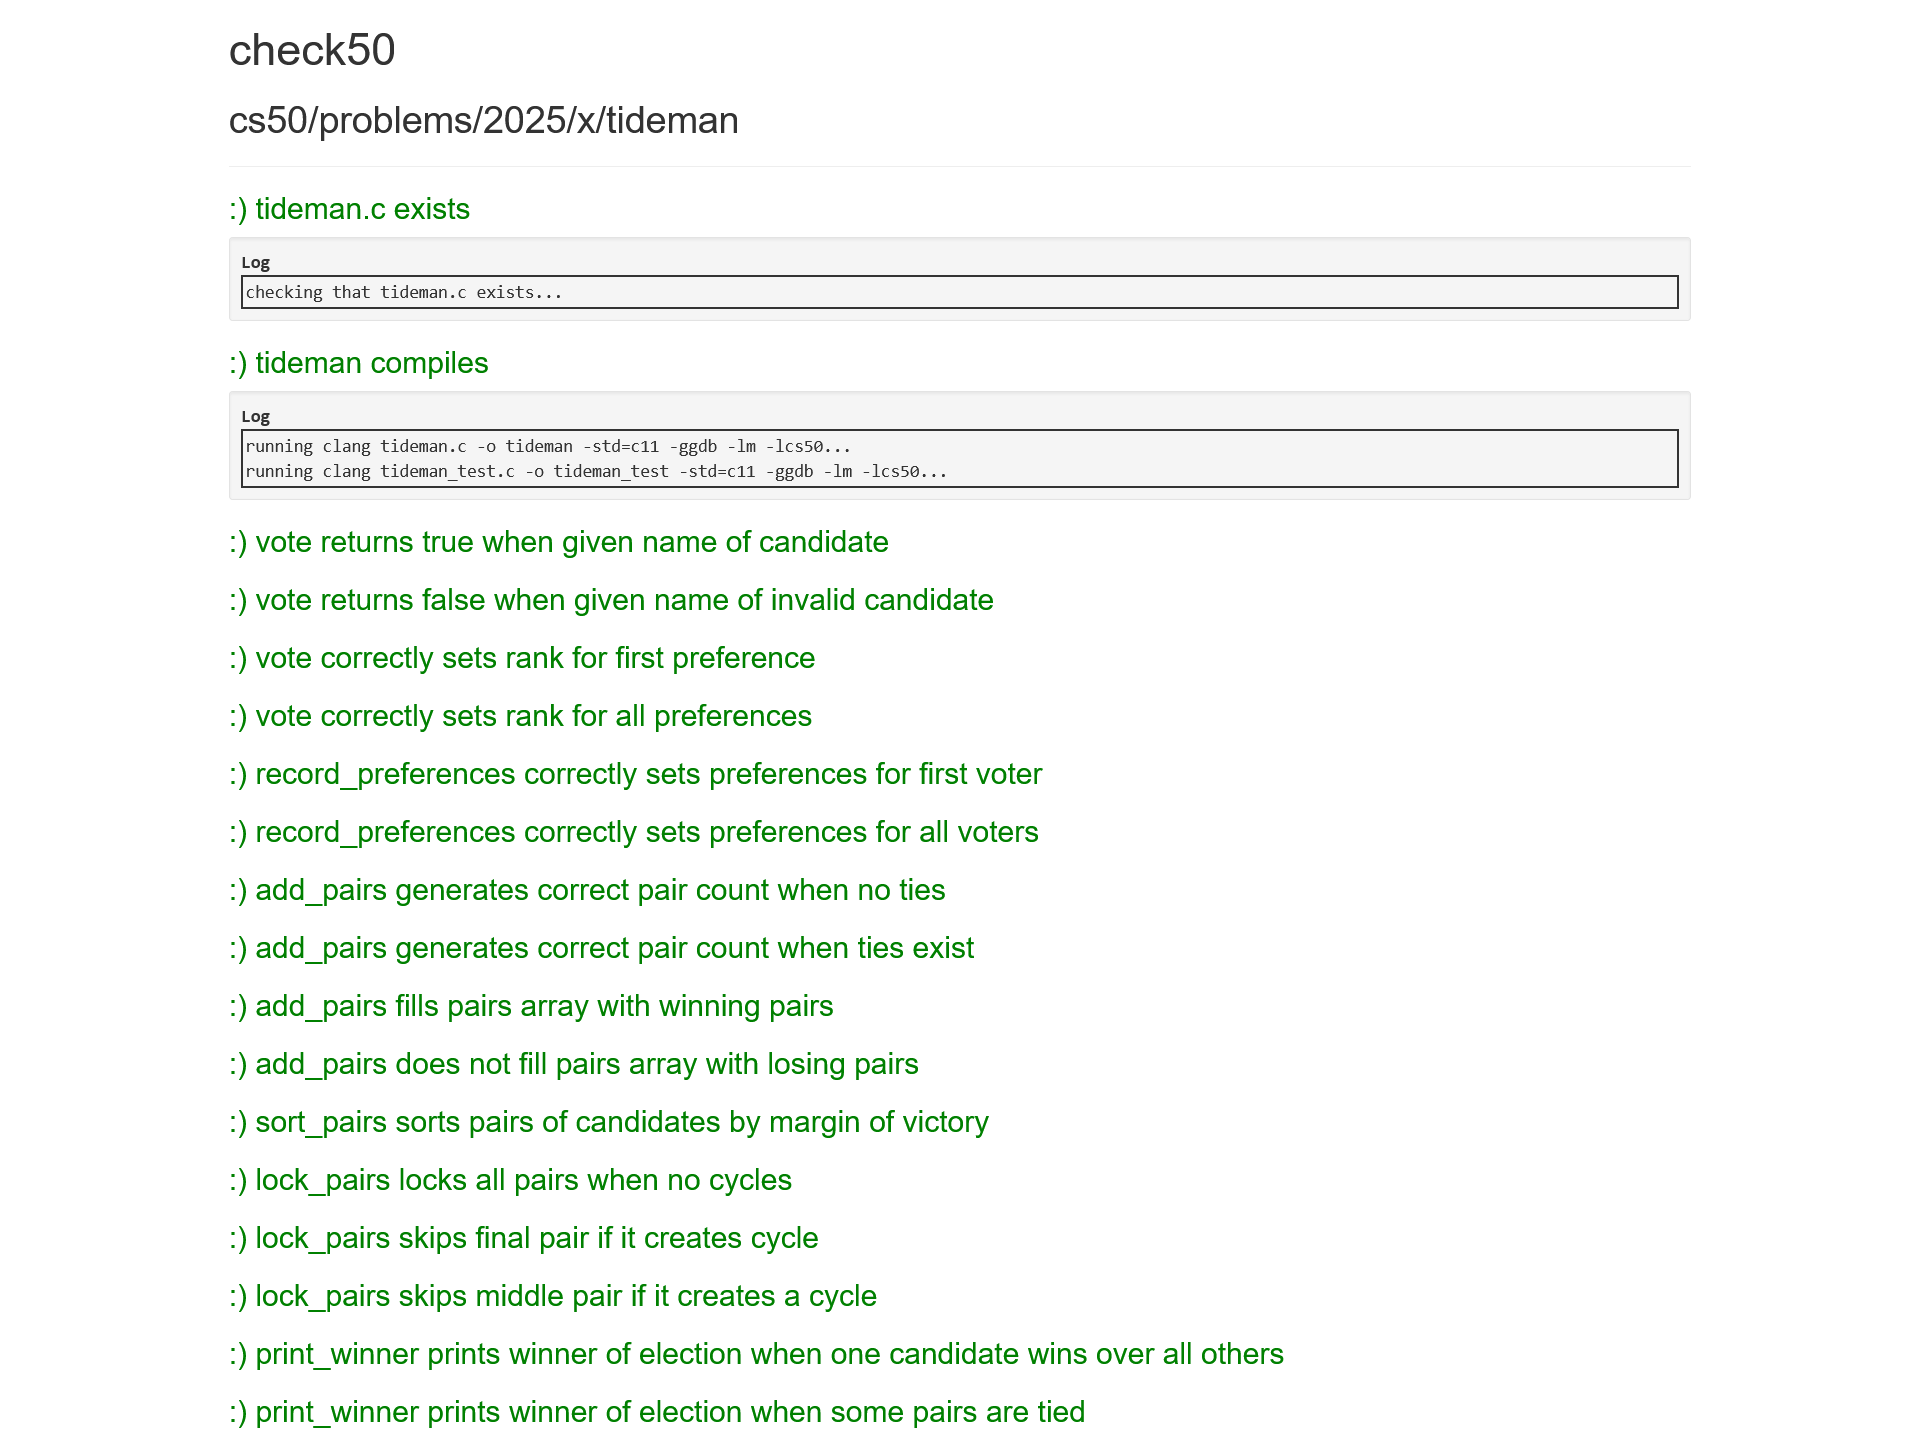 check50
cs50/problems/2025/x/tideman
:) tideman.c exists
Log
checking that tideman.c exists...
:) tideman compiles
Log
running clang tideman.c -o tideman -std=c11 -ggdb -lm -lcs50...
running clang tideman_test.c -o tideman_test -std=c11 -ggdb -lm -lcs50...
:) vote returns true when given name of candidate
:) vote returns false when given name of invalid candidate
:) vote correctly sets rank for first preference
:) vote correctly sets rank for all preferences
:) record_preferences correctly sets preferences for first voter
:) record_preferences correctly sets preferences for all voters
:) add_pairs generates correct pair count when no ties
:) add_pairs generates correct pair count when ties exist
:) add_pairs fills pairs array with winning pairs
:) add_pairs does not fill pairs array with losing pairs
:) sort_pairs sorts pairs of candidates by margin of victory
:) lock_pairs locks all pairs when no cycles
:) lock_pairs skips final pair if it creates cycle
:) lock_pairs skips middle pair if it creates a cycle
:) print_winner prints winner of election when one candidate wins over all others
:) print_winner prints winner of election when some pairs are tied